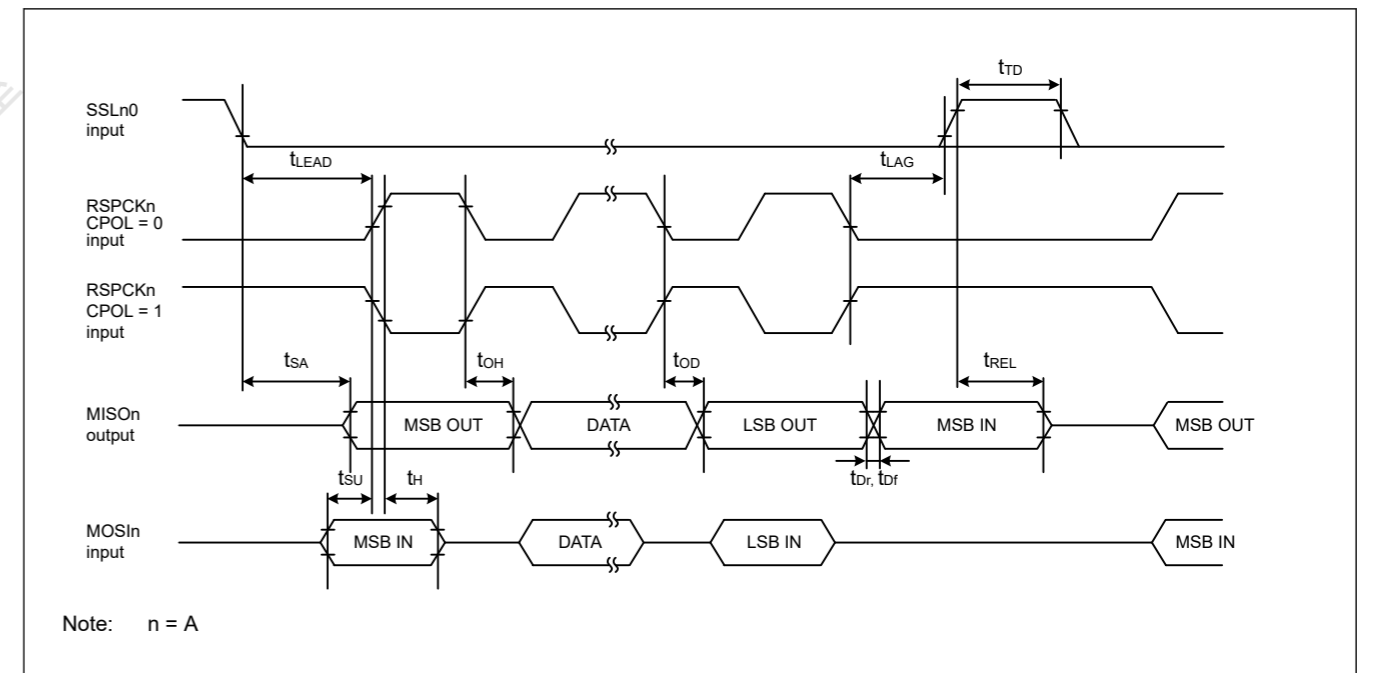 tTD
SSLn0
input
tLEAD
tLAG
RSPCKn
CPOL = 0
input
RSPCKn
CPOL = 1
input
tSA
tOH
tOD
tREL
MISOn
output
MSB OUT
DATA
LSB OUT
MSB IN
MSB OUT
tSU
tH
tDr, tDf
MOSIn
input
MSB IN
DATA
LSB IN
MSB IN
Note: n = A